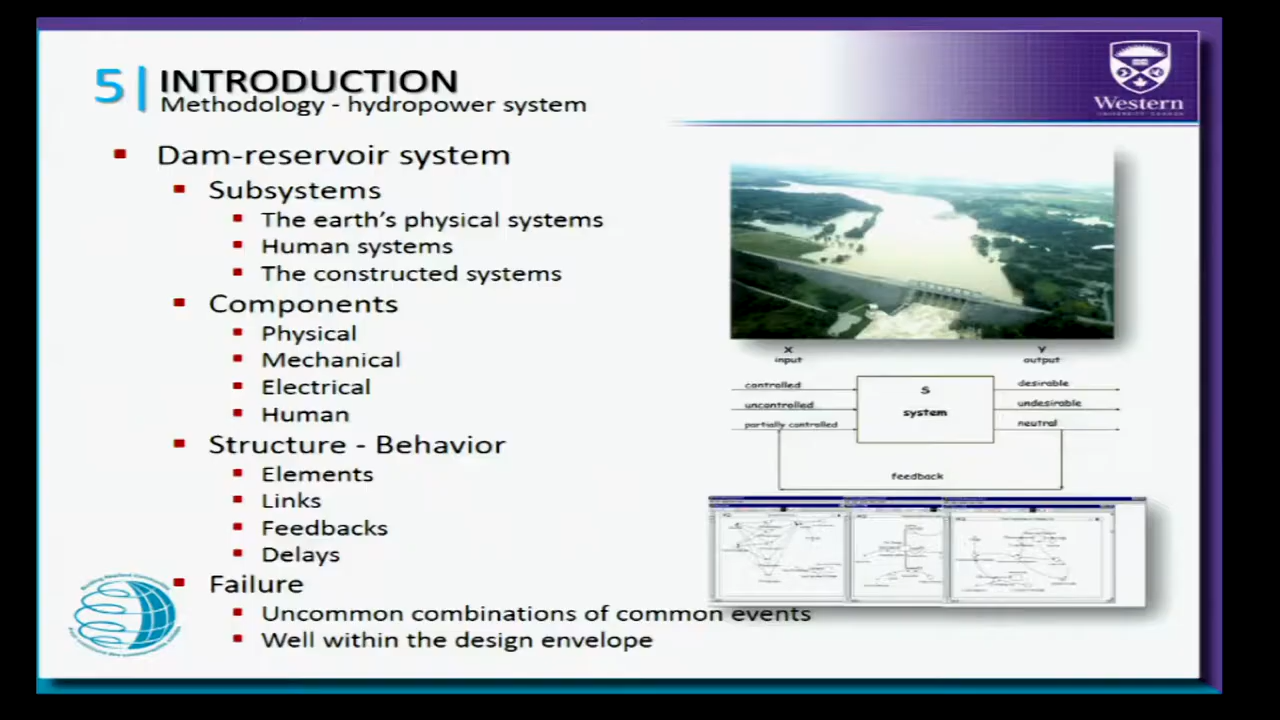 5 | INTRODUCTION
Methodology - hydropower system
Western
Dam-reservoir system
Subsystems
The earth's physical systems
Human systems
The constructed systems
Components
Physical
Mechanical
Electrical
Human
Structure - Behavior
Elements
Links
Feedbacks
Delays
Failure
Uncommon combinations of common events
Well within the design envelope
X
input
Y
output
controlled
uncontrolled
partially controlled
S
system
desirable
undesirable
neutral
feedback